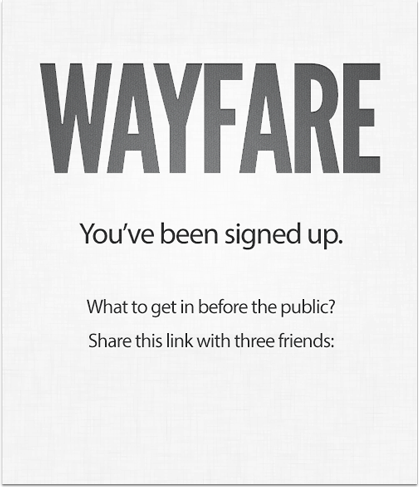 WAYFARE
You've been signed up.
What to get in before the public?
Share this link with three friends: